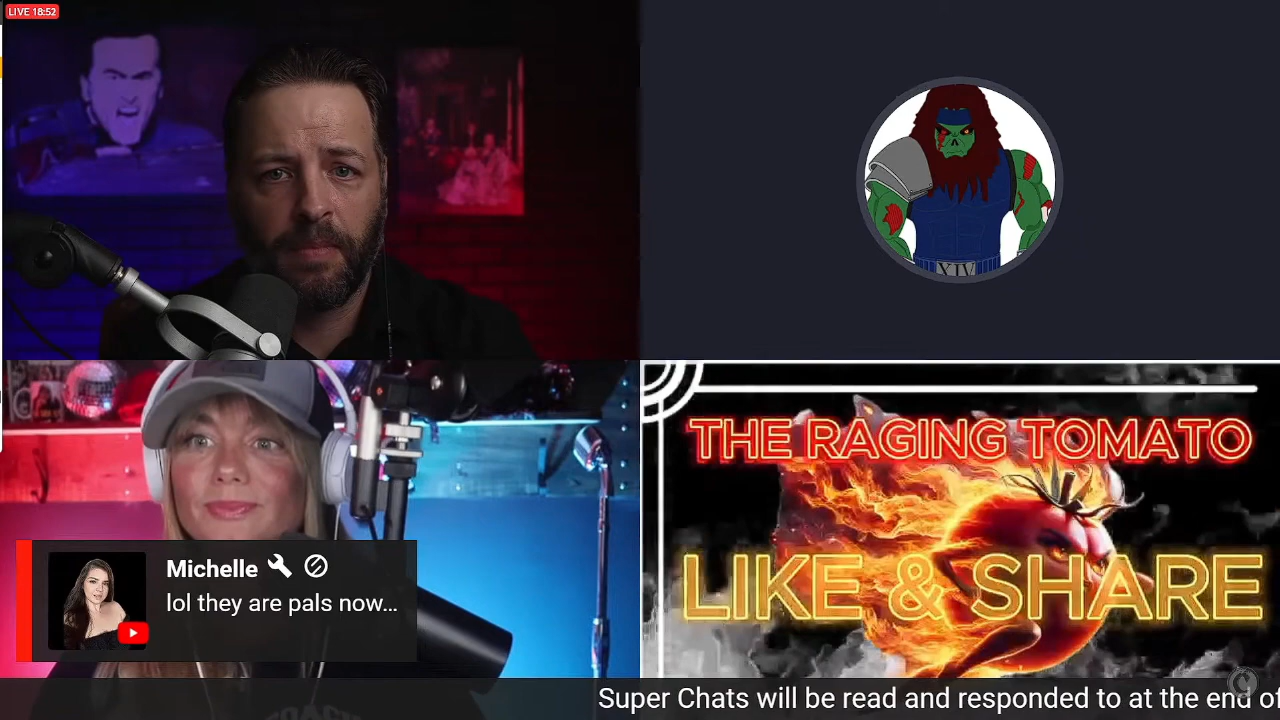 LIVE 18:52
XIV
THE RAGING TOMATO
LIKE & SHARE
Michelle
lol they are pals now...
Super Chats will be read and responded to at the end of